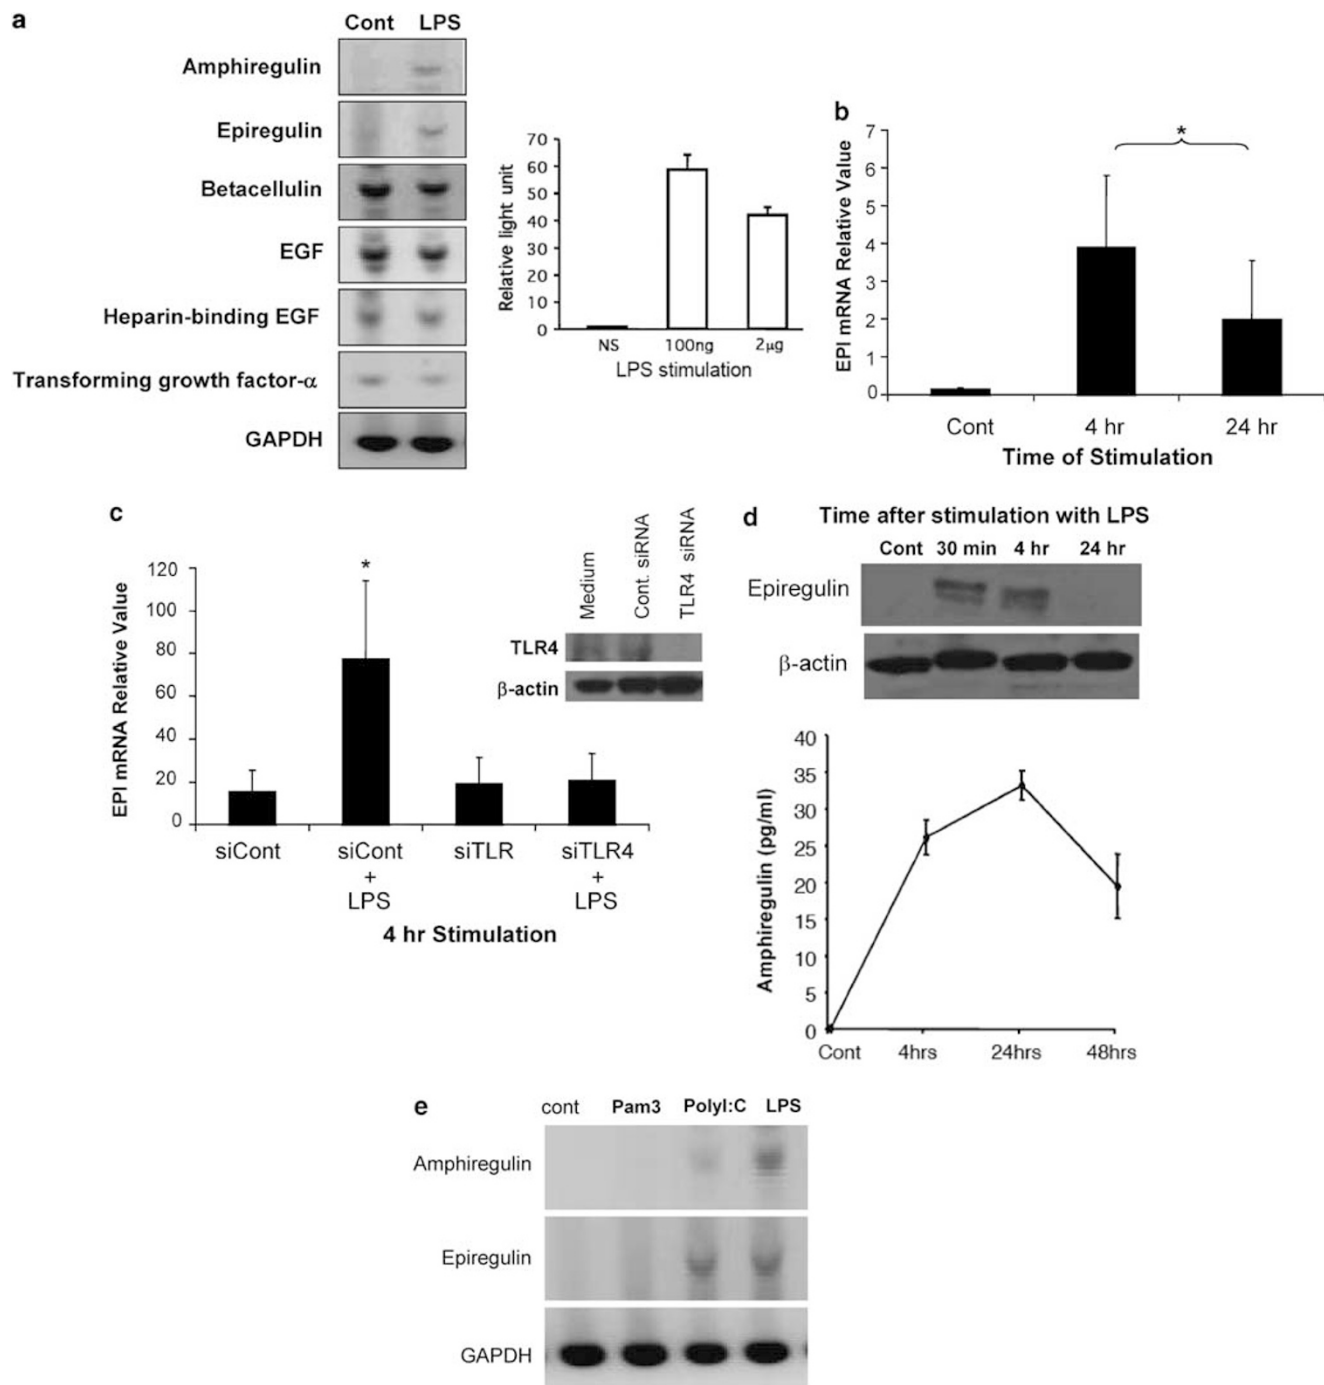 a
Cont LPS
Amphiregulin
Epiregulin
Betacellulin
EGF
Heparin-binding EGF
Transforming growth factor-α
GAPDH
Relative light unit
70
60
50
40
30
20
10
0
NS 100ng 2μg
LPS stimulation
b
*
EPI mRNA Relative Value
7
6
5
4
3
2
1
0
Cont 4 hr 24 hr
Time of Stimulation
c
EPI mRNA Relative Value
120
100
80
60
40
20
0
*
siCont siCont siTLR siTLR4
+ +
LPS LPS
4 hr Stimulation
Medium
Cont. siRNA
TLR4 siRNA
TLR4
β-actin
d
Time after stimulation with LPS
Cont 30 min 4 hr 24 hr
Epiregulin
β-actin
Amphiregulin (pg/ml)
40
35
30
25
20
15
10
5
0
Cont 4hrs 24hrs 48hrs
e
cont Pam3 PolyI:C LPS
Amphiregulin
Epiregulin
GAPDH